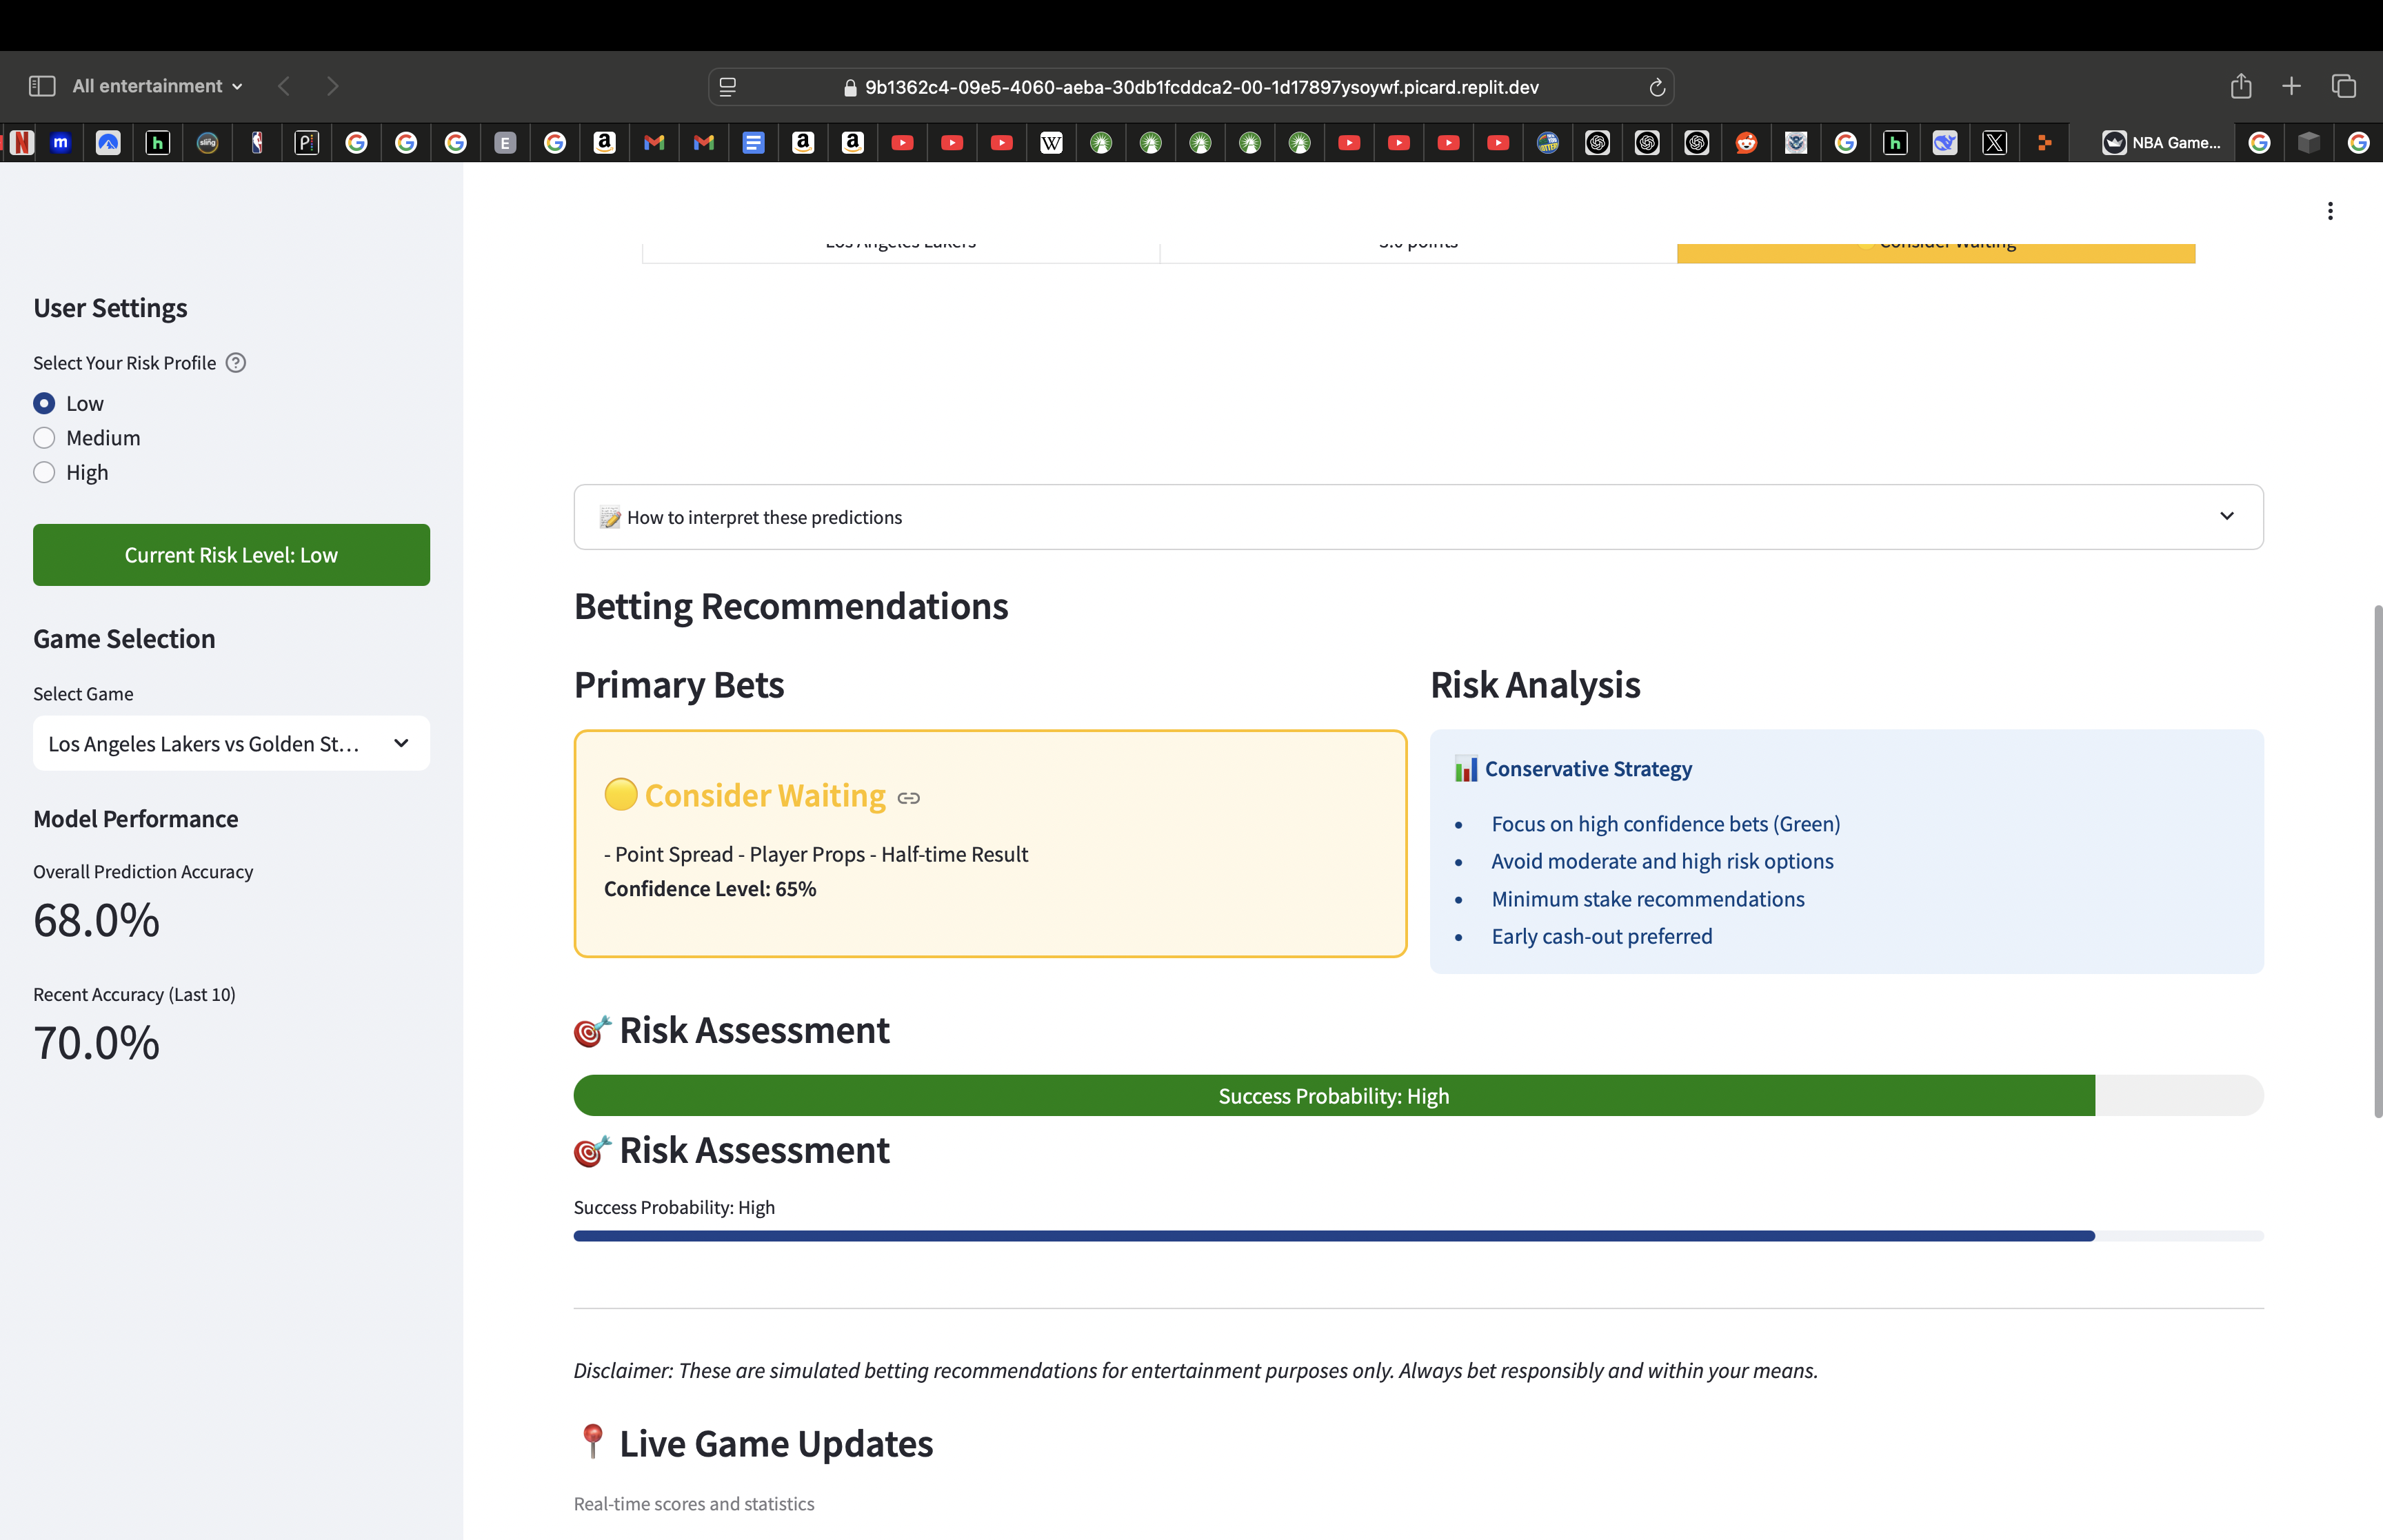 All entertainment
9b1362c4-09e5-4060-aeba-30db1fcddca2-00-1d17897ysoywf.picard.replit.dev
NBA Game...
User Settings
Select Your Risk Profile
Low
Medium
High
Current Risk Level: Low
Game Selection
Select Game
Los Angeles Lakers vs Golden St...
Model Performance
Overall Prediction Accuracy
68.0%
Recent Accuracy (Last 10)
70.0%
Los Angeles Lakers
points
Consider Waiting
How to interpret these predictions
Betting Recommendations
Primary Bets
Consider Waiting
- Point Spread - Player Props - Half-time Result
Confidence Level: 65%
Risk Analysis
Conservative Strategy
• Focus on high confidence bets (Green)
• Avoid moderate and high risk options
• Minimum stake recommendations
• Early cash-out preferred
Risk Assessment
Success Probability: High
Risk Assessment
Success Probability: High
Disclaimer: These are simulated betting recommendations for entertainment purposes only. Always bet responsibly and within your means.
Live Game Updates
Real-time scores and statistics